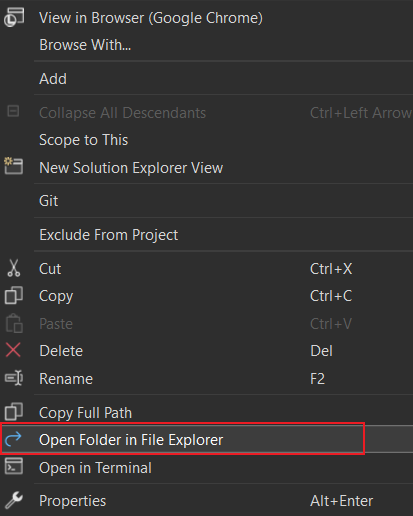 View in Browser (Google Chrome)
Browse With...
Add
Collapse All Descendants Ctrl+Left Arrow
Scope to This
New Solution Explorer View
Git
Exclude From Project
Cut Ctrl+X
Copy Ctrl+C
Paste Ctrl+V
Delete Del
Rename F2
Copy Full Path
Open Folder in File Explorer
Open in Terminal
Properties Alt+Enter